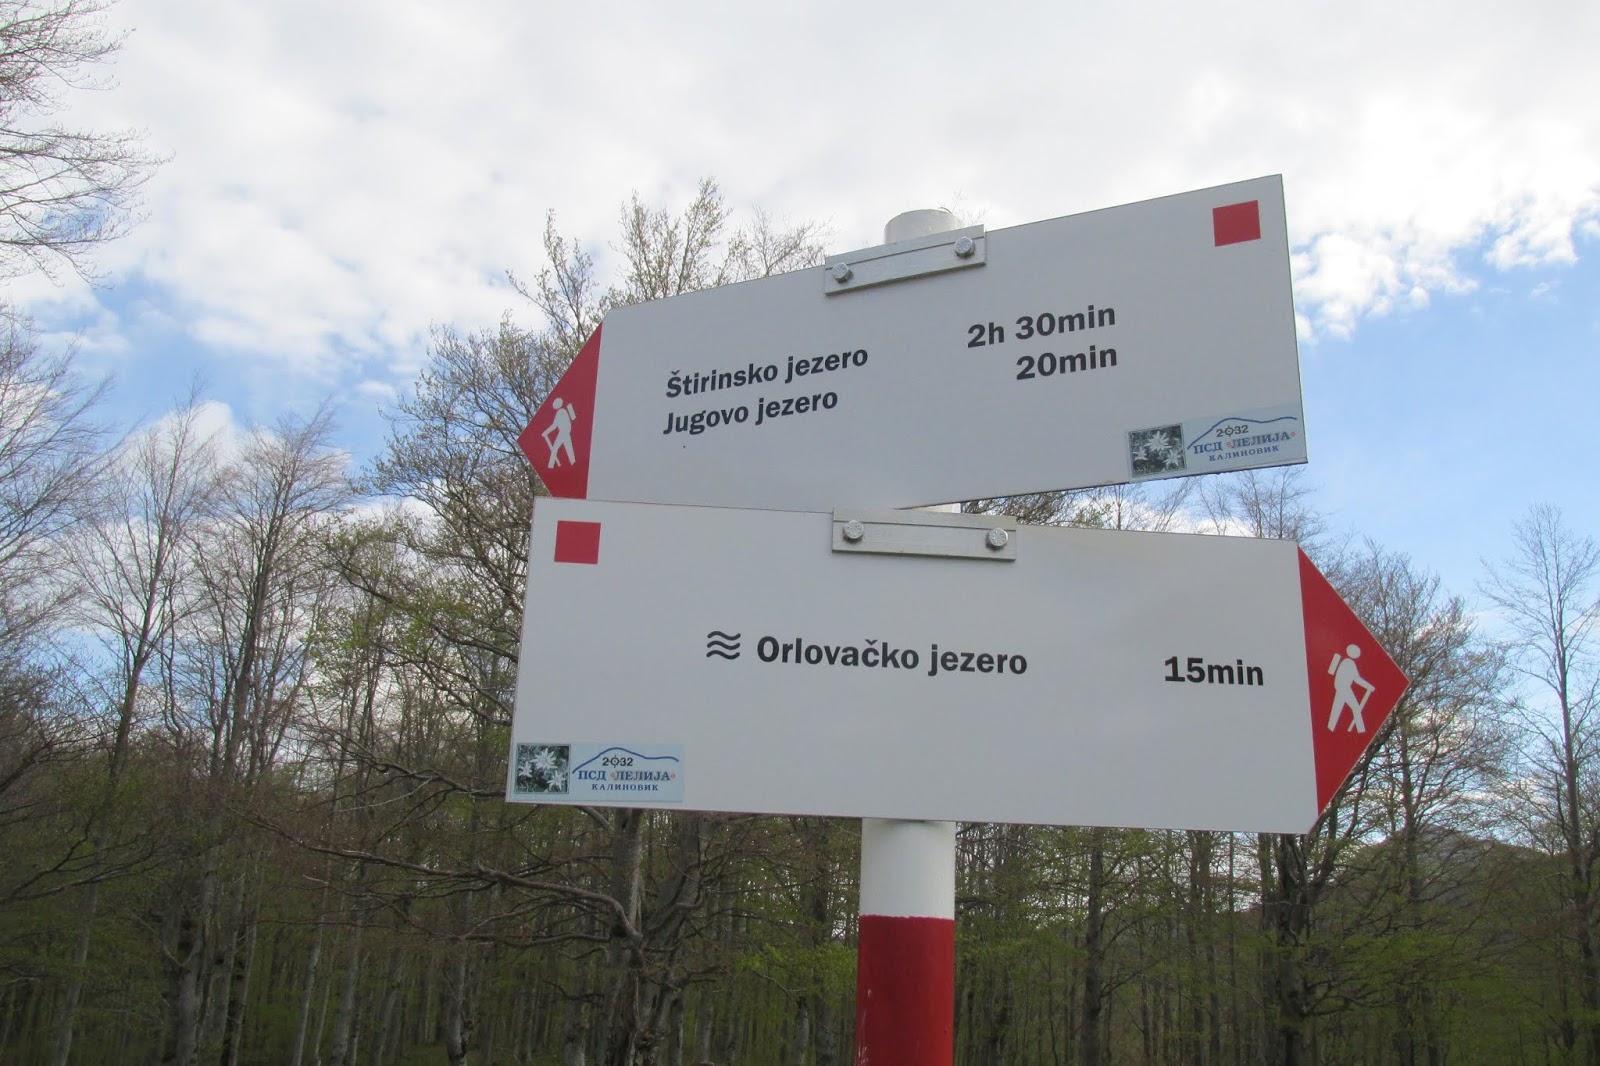 Štirinsko jezero 2h 30min
Jugovo jezero 20min
2032
ПСД «ЛЕЛИЈА»
КАЛИНОВИК
Orlovačko jezero 15min
2032
ПСД «ЛЕЛИЈА»
КАЛИНОВИК